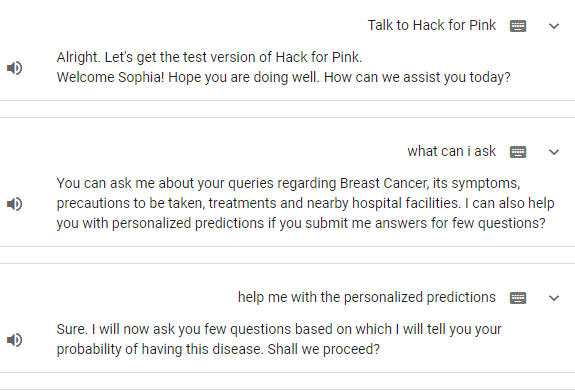 Talk to Hack for Pink
Alright. Let's get the test version of Hack for Pink.
Welcome Sophia! Hope you are doing well. How can we assist you today?
what can i ask
You can ask me about your queries regarding Breast Cancer, its symptoms,
precautions to be taken, treatments and nearby hospital facilities. I can also help
you with personalized predictions if you submit me answers for few questions?
help me with the personalized predictions
Sure. I will now ask you few questions based on which I will tell you your
probability of having this disease. Shall we proceed?